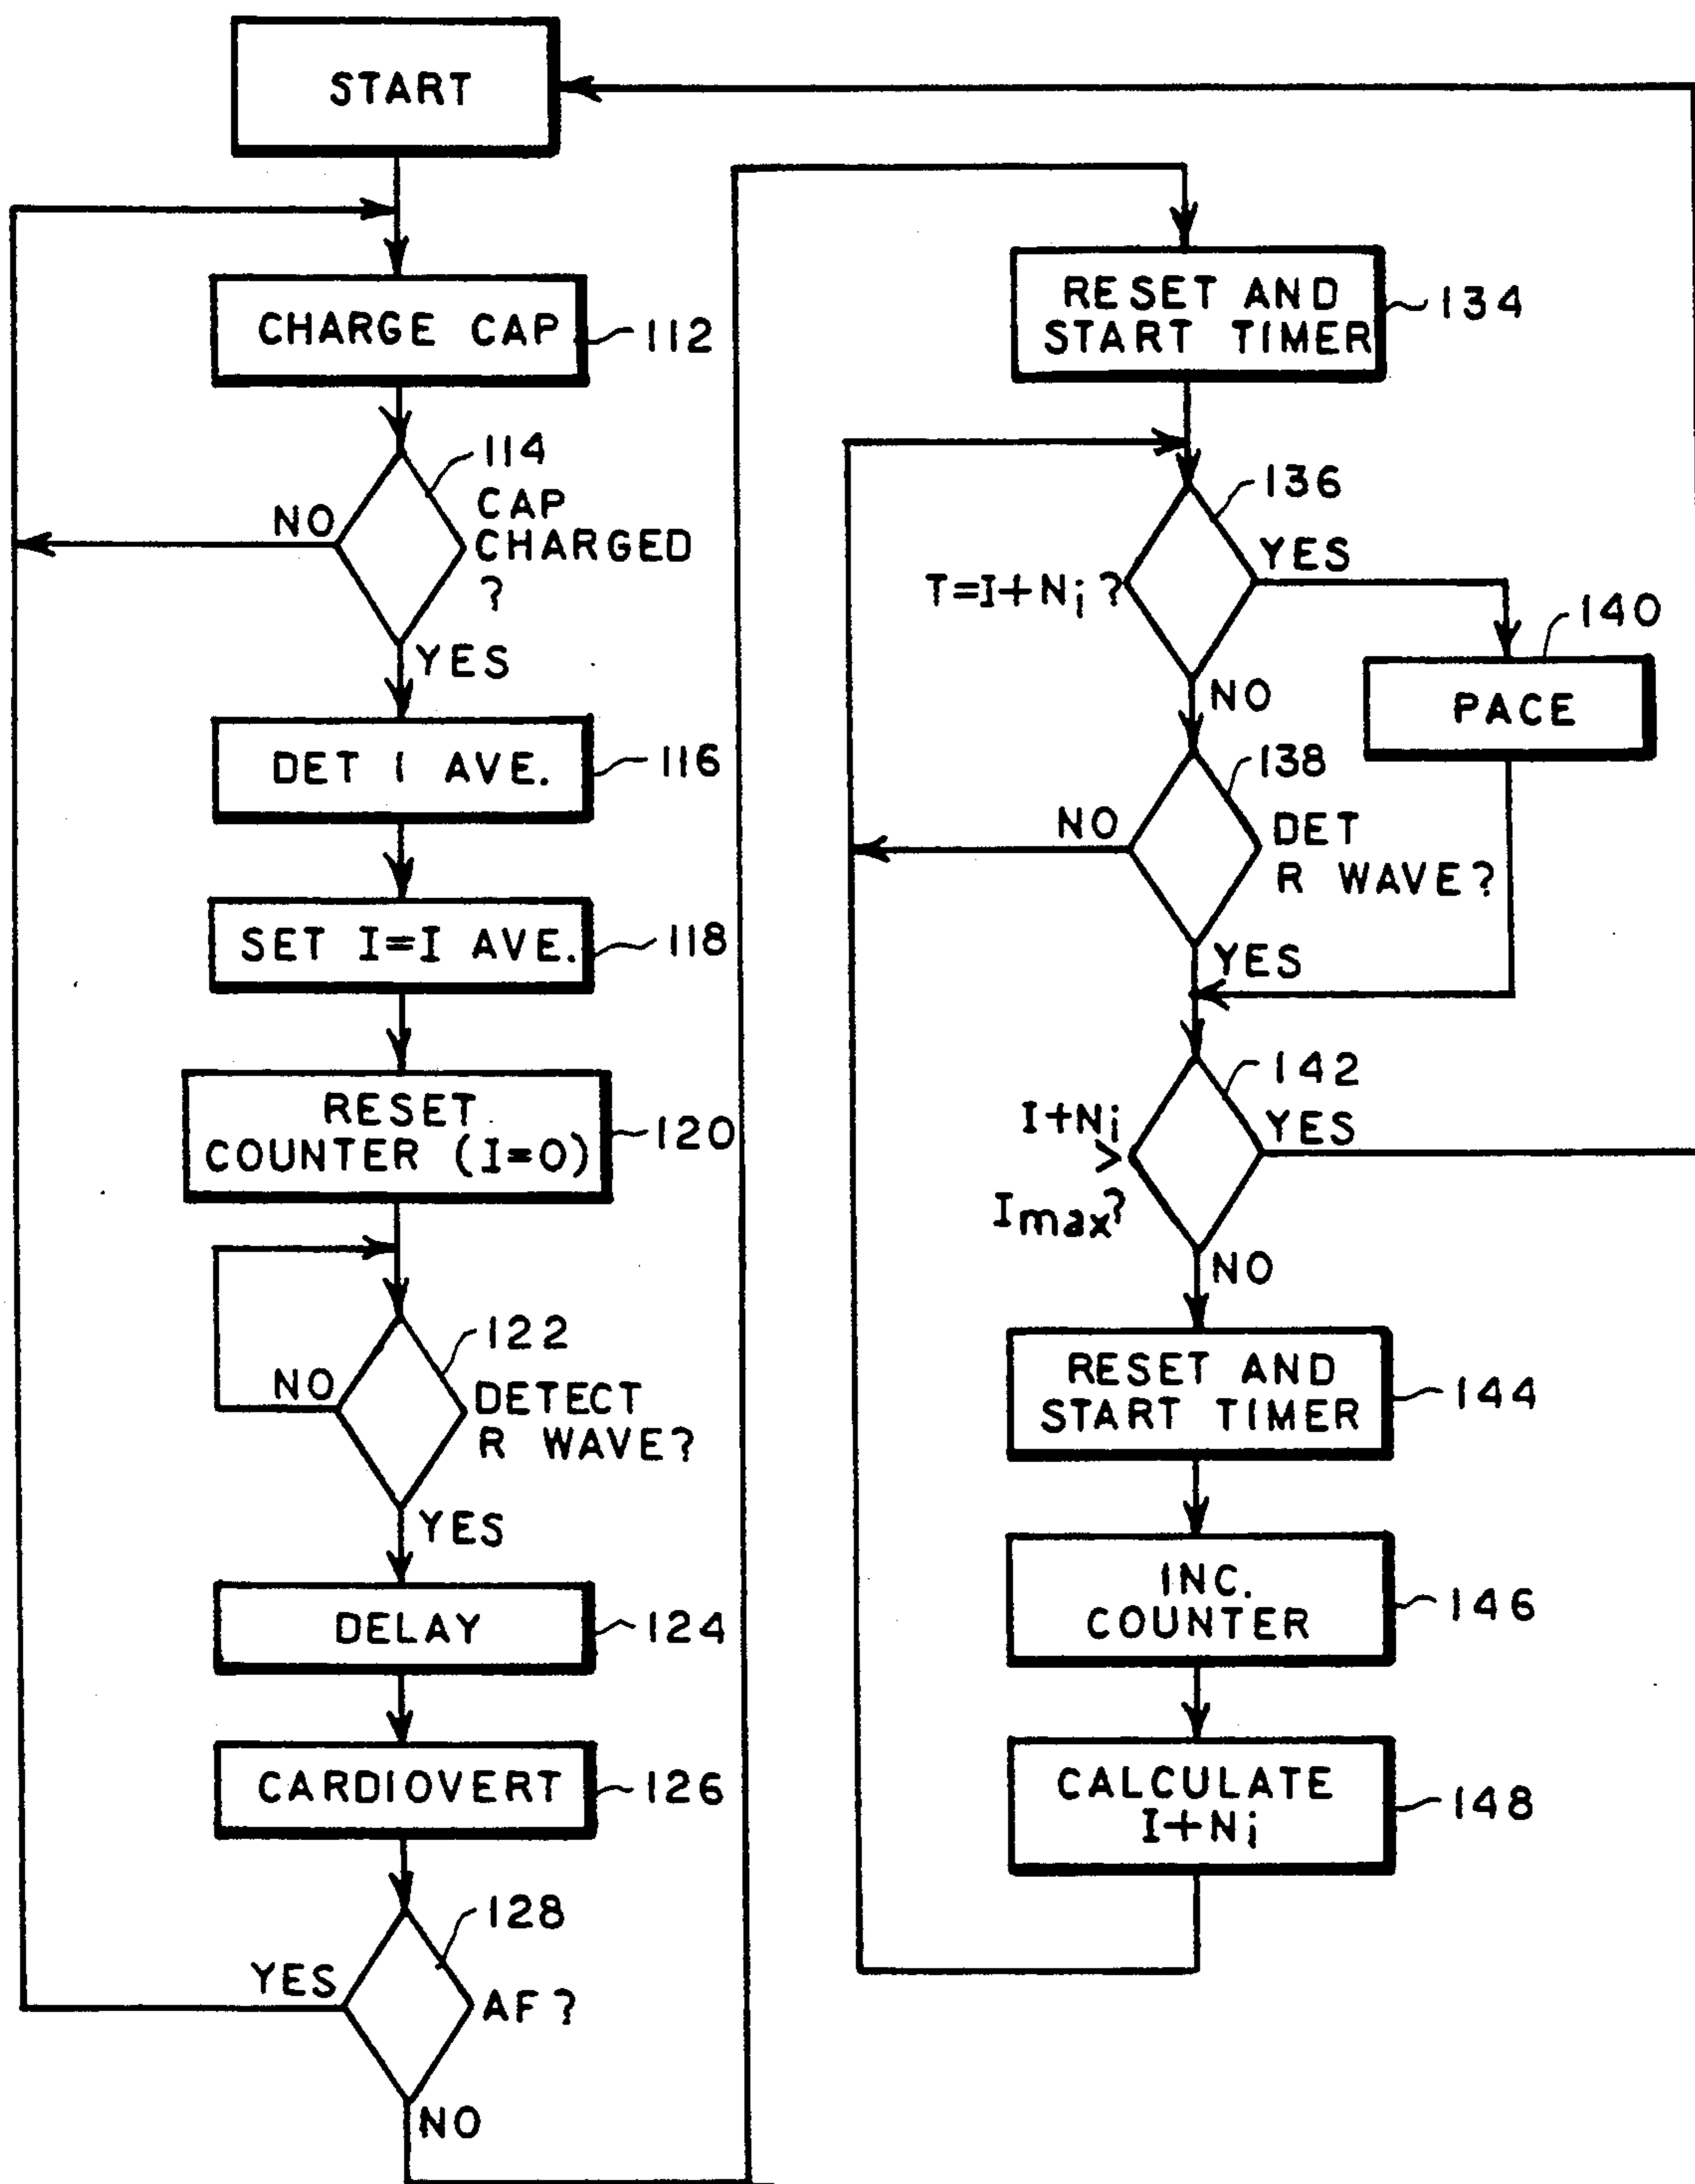 START
CHARGE CAP
112
114
CAP
CHARGED
?
NO
YES
DET I AVE.
116
SET I=I AVE.
118
RESET
COUNTER (I=0)
120
122
DETECT
R WAVE?
NO
YES
DELAY
124
CARDIOVERT
126
128
AF?
YES
NO
RESET AND
START TIMER
134
136
T=I+Ni?
YES
NO
140
PACE
138
DET
R WAVE?
NO
YES
142
I+Ni
>
Imax?
YES
NO
RESET AND
START TIMER
144
INC.
COUNTER
146
CALCULATE
I+Ni
148